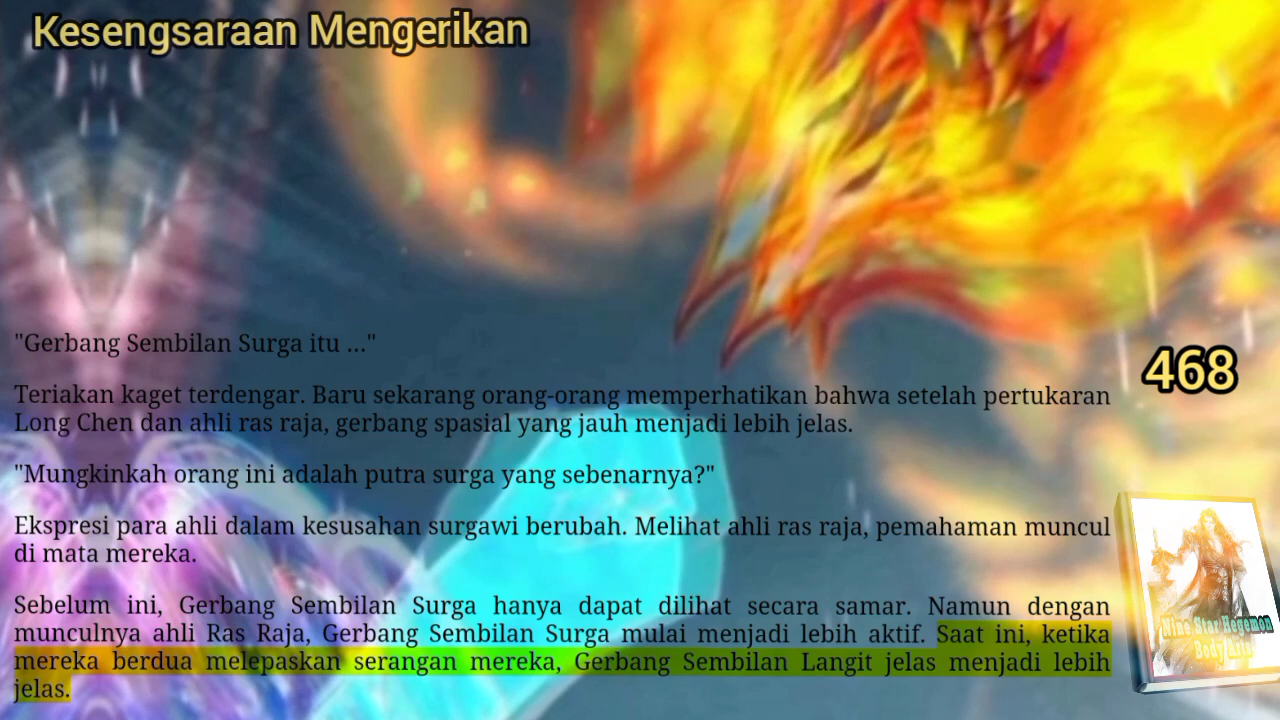 Kesengsaraan Mengerikan
"Gerbang Sembilan Surga itu ..."
468
Teriakan kaget terdengar. Baru sekarang orang-orang memperhatikan bahwa setelah pertukaran
Long Chen dan ahli ras raja, gerbang spasial yang jauh menjadi lebih jelas.
"Mungkinkah orang ini adalah putra surga yang sebenarnya?"
Ekspresi para ahli dalam kesusahan surgawi berubah. Melihat ahli ras raja, pemahaman muncul
di mata mereka.
Sebelum ini, Gerbang Sembilan Surga hanya dapat dilihat secara samar. Namun dengan
munculnya ahli Ras Raja, Gerbang Sembilan Surga mulai menjadi lebih aktif. Saat ini, ketika
mereka berdua melepaskan serangan mereka, Gerbang Sembilan Langit jelas menjadi lebih
jelas.
Nine Star Hegemon
Body Arts